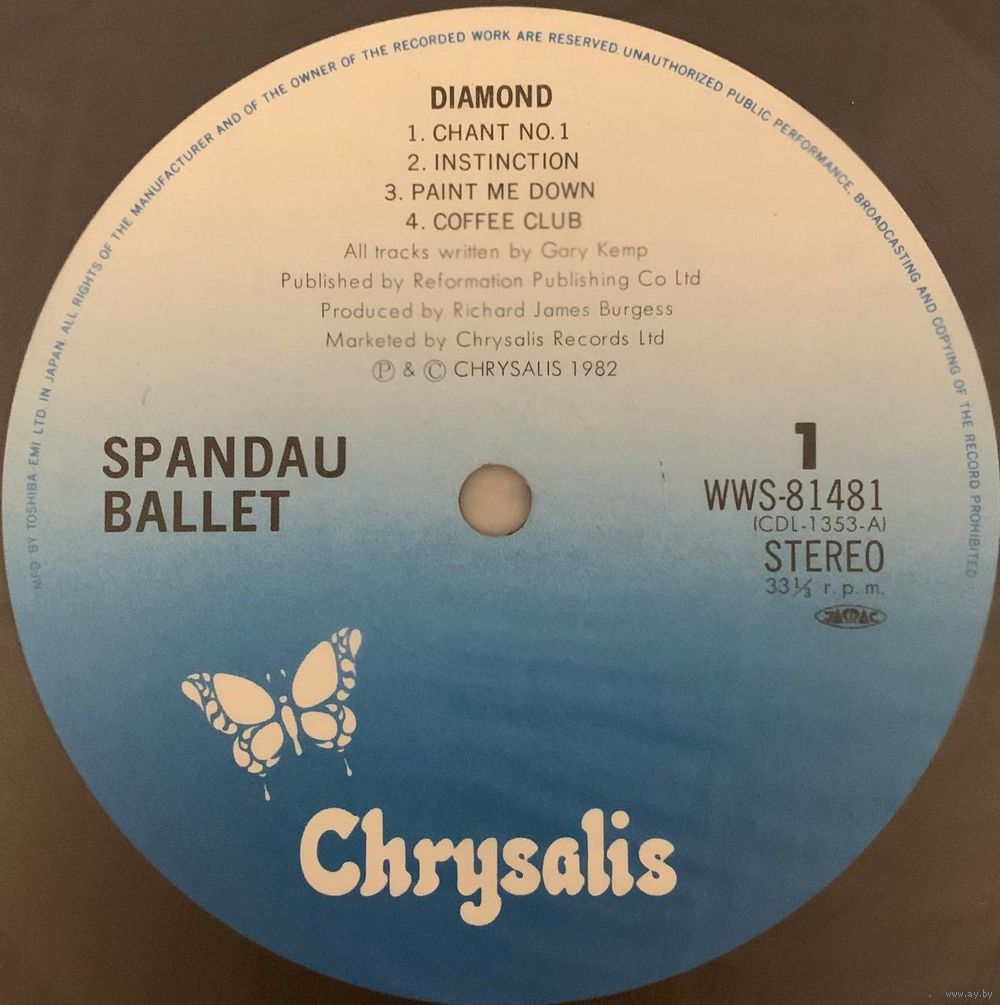 MFD. BY TOSHIBA-EMI LTD. IN JAPAN. ALL RIGHTS OF THE MANUFACTURER AND OF THE OWNER OF THE RECORDED WORK ARE RESERVED. UNAUTHORIZED PUBLIC PERFORMANCE, BROADCASTING AND COPYING OF THE RECORD PROHIBITED
DIAMOND
1. CHANT NO. 1
2. INSTINCTION
3. PAINT ME DOWN
4. COFFEE CLUB
All tracks written by Gary Kemp
Published by Reformation Publishing Co Ltd
Produced by Richard James Burgess
Marketed by Chrysalis Records Ltd
Ⓟ & Ⓒ CHRYSALIS 1982
SPANDAU
BALLET
1
WWS-81481
(CDL-1353-A)
STEREO
33⅓ r.p.m.
JASRAC
Chrysalis
www.ay.by